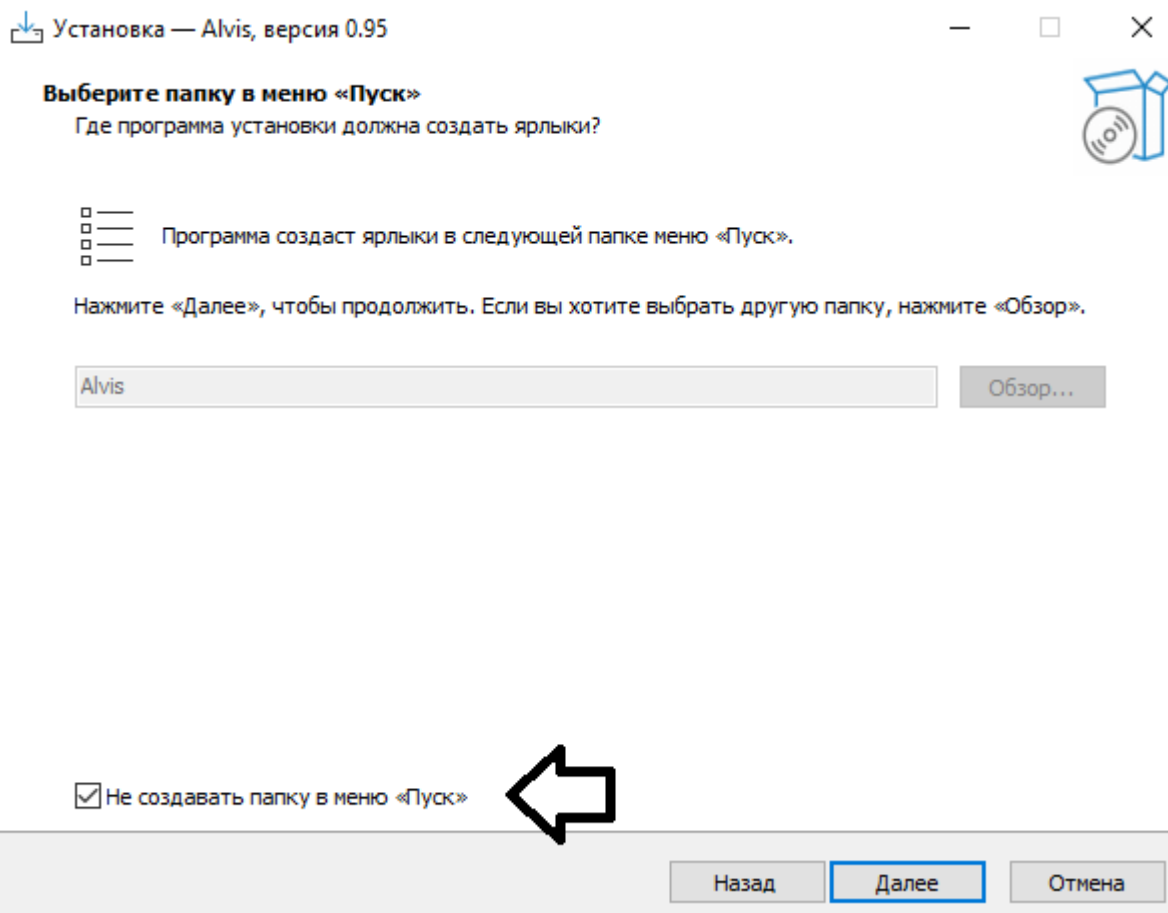 Установка — Alvis, версия 0.95
Выберите папку в меню «Пуск»
Где программа установки должна создать ярлыки?
Программа создаст ярлыки в следующей папке меню «Пуск».
Нажмите «Далее», чтобы продолжить. Если вы хотите выбрать другую папку, нажмите «Обзор».
Alvis
Обзор...
Не создавать папку в меню «Пуск»
Назад
Далее
Отмена